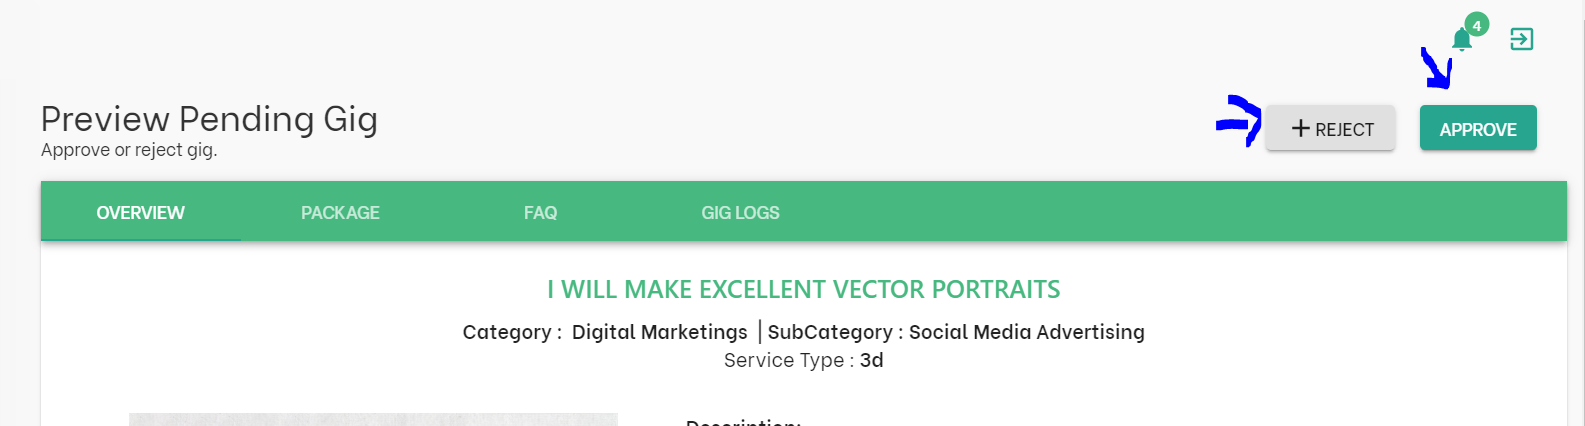 4
Preview Pending Gig
Approve or reject gig.
+ REJECT
APPROVE
OVERVIEW PACKAGE FAQ GIG LOGS
I WILL MAKE EXCELLENT VECTOR PORTRAITS
Category : Digital Marketings | SubCategory : Social Media Advertising
Service Type : 3d
Description: